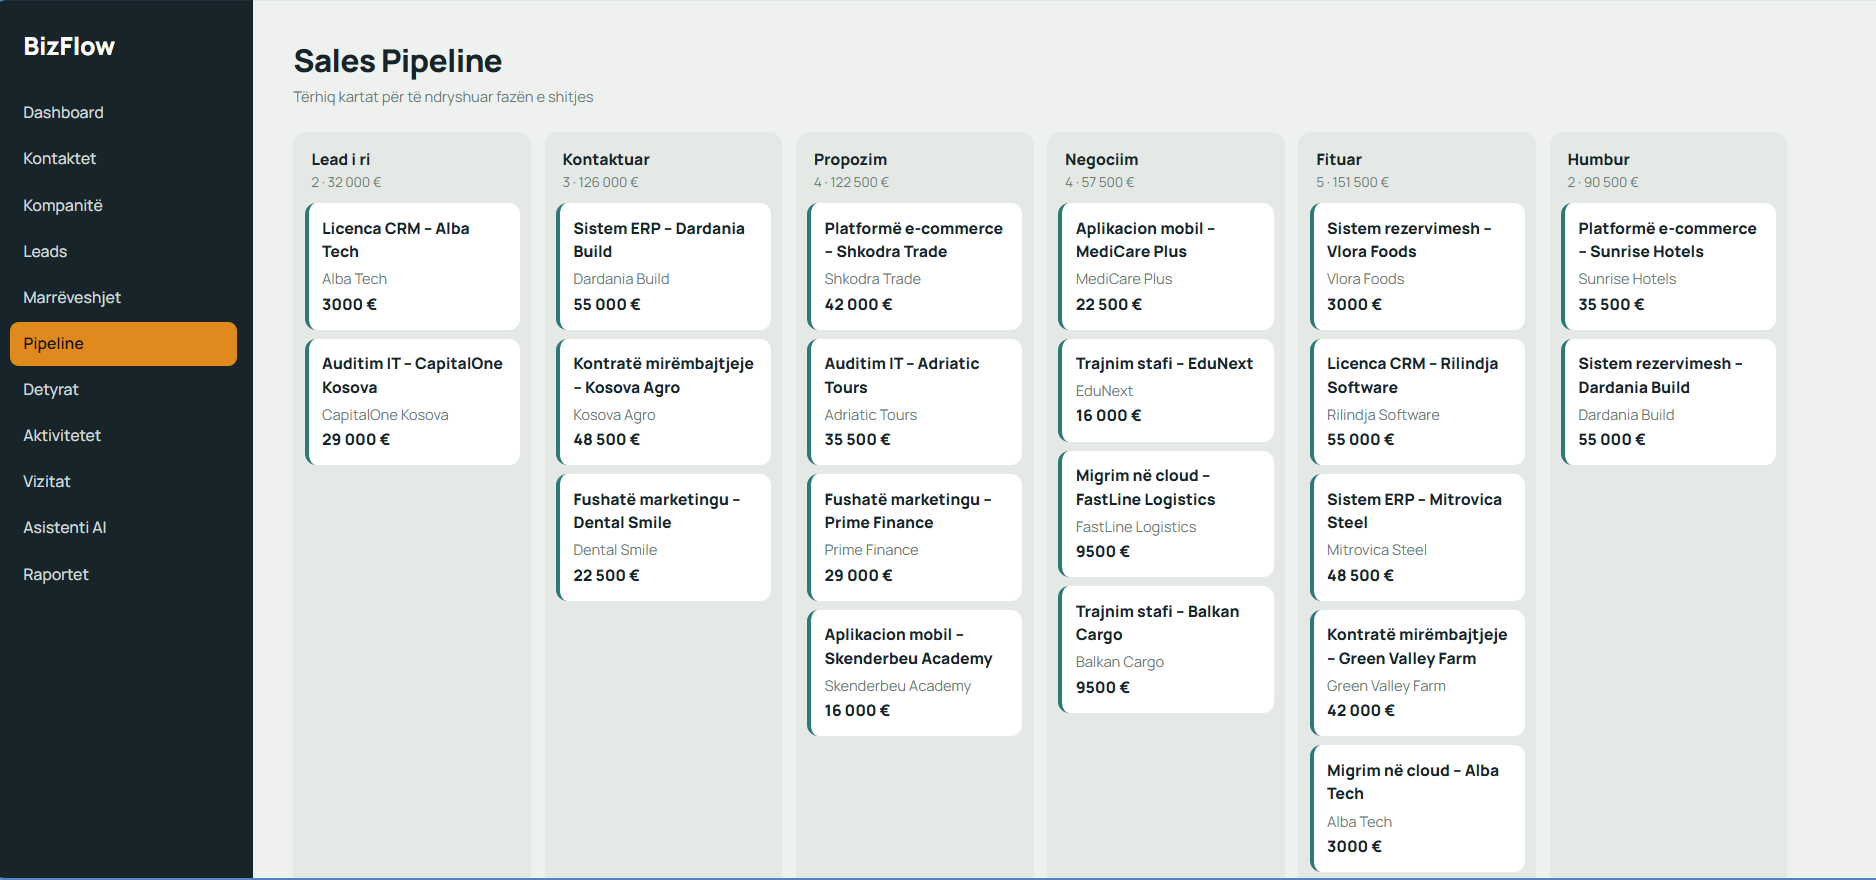 BizFlow
Dashboard
Kontaktet
Kompanitë
Leads
Marrëveshjet
Pipeline
Detyrat
Aktivitetet
Vizitat
Asistenti AI
Raportet
Sales Pipeline
Tërhiq kartat për të ndryshuar fazën e shitjes
Lead i ri
2 · 32 000 €
Licenca CRM – Alba
Tech
Alba Tech
3000 €
Auditim IT – CapitalOne
Kosova
CapitalOne Kosova
29 000 €
Kontaktuar
3 · 126 000 €
Sistem ERP – Dardania
Build
Dardania Build
55 000 €
Kontratë mirëmbajtjeje
– Kosova Agro
Kosova Agro
48 500 €
Fushatë marketingu –
Dental Smile
Dental Smile
22 500 €
Propozim
4 · 122 500 €
Platformë e-commerce
– Shkodra Trade
Shkodra Trade
42 000 €
Auditim IT – Adriatic
Tours
Adriatic Tours
35 500 €
Fushatë marketingu –
Prime Finance
Prime Finance
29 000 €
Aplikacion mobil –
Skenderbeu Academy
Skenderbeu Academy
16 000 €
Negociim
4 · 57 500 €
Aplikacion mobil –
MediCare Plus
MediCare Plus
22 500 €
Trajnim stafi – EduNext
EduNext
16 000 €
Migrim në cloud –
FastLine Logistics
FastLine Logistics
9500 €
Trajnim stafi – Balkan
Cargo
Balkan Cargo
9500 €
Fituar
5 · 151 500 €
Sistem rezervimesh –
Vlora Foods
Vlora Foods
3000 €
Licenca CRM – Rilindja
Software
Rilindja Software
55 000 €
Sistem ERP – Mitrovica
Steel
Mitrovica Steel
48 500 €
Kontratë mirëmbajtjeje
– Green Valley Farm
Green Valley Farm
42 000 €
Migrim në cloud – Alba
Tech
Alba Tech
3000 €
Humbur
2 · 90 500 €
Platformë e-commerce
– Sunrise Hotels
Sunrise Hotels
35 500 €
Sistem rezervimesh –
Dardania Build
Dardania Build
55 000 €